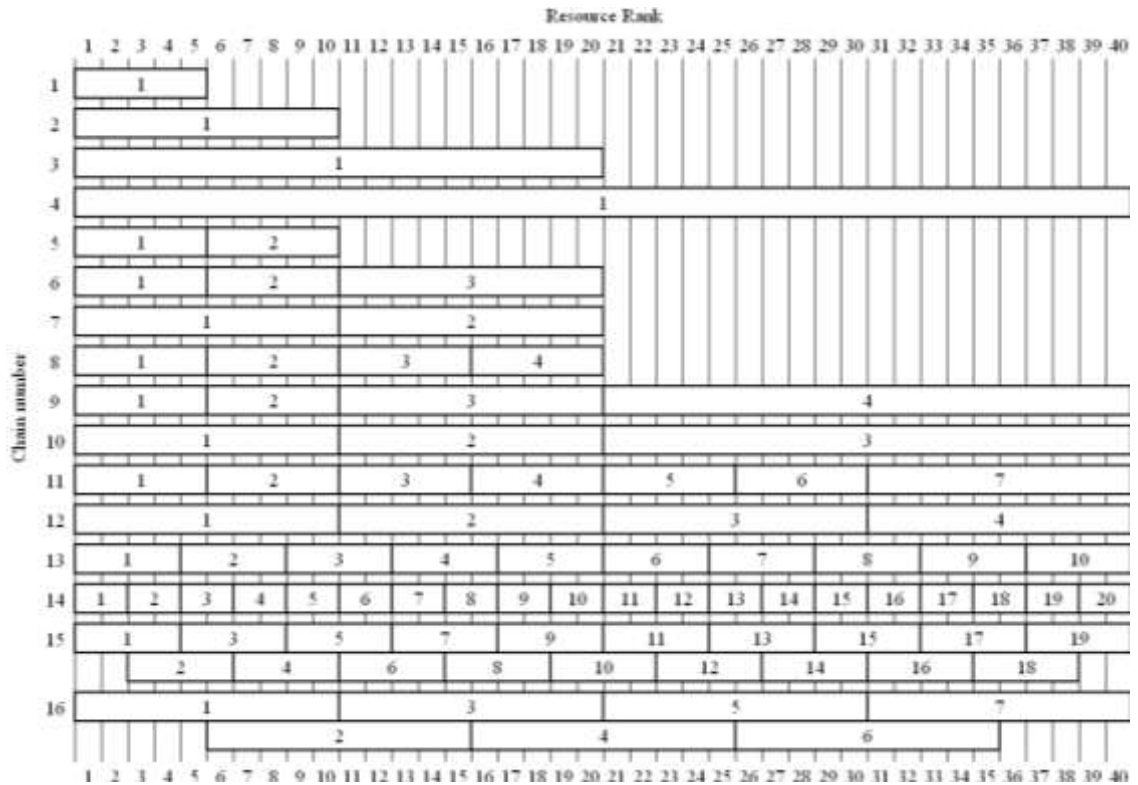 Resource Rank
1 2 3 4 5 6 7 8 9 10 11 12 13 14 15 16 17 18 19 20 21 22 23 24 25 26 27 28 29 30 31 32 33 34 35 36 37 38 39 40
Chain number
1 1
2 1
3 1
4 1
5 1 2
6 1 2 3
7 1 2
8 1 2 3 4
9 1 2 3 4
10 1 2 3
11 1 2 3 4 5 6 7
12 1 2 3 4
13 1 2 3 4 5 6 7 8 9 10
14 1 2 3 4 5 6 7 8 9 10 11 12 13 14 15 16 17 18 19 20
15 1 3 5 7 9 11 13 15 17 19
2 4 6 8 10 12 14 16 18
16 1 3 5 7
2 4 6
1 2 3 4 5 6 7 8 9 10 11 12 13 14 15 16 17 18 19 20 21 22 23 24 25 26 27 28 29 30 31 32 33 34 35 36 37 38 39 40